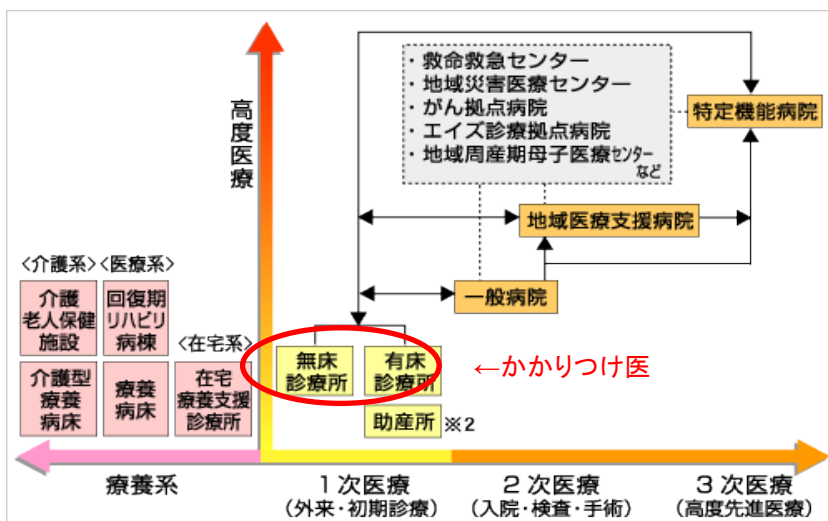 ・救命救急センター
・地域災害医療センター
・がん拠点病院
・エイズ診療拠点病院
・地域周産期母子医療センター
など
特定機能病院
高度医療
地域医療支援病院
一般病院
<介護系>
<医療系>
介護
老人保健
施設
回復期
リハビリ
病棟
<在宅系>
介護型
療養
病床
療養
病床
在宅
療養支援
診療所
無床
診療所
有床
診療所
←かかりつけ医
助産所
※2
療養系
1次医療
(外来・初期診療)
2次医療
(入院・検査・手術)
3次医療
(高度先進医療)